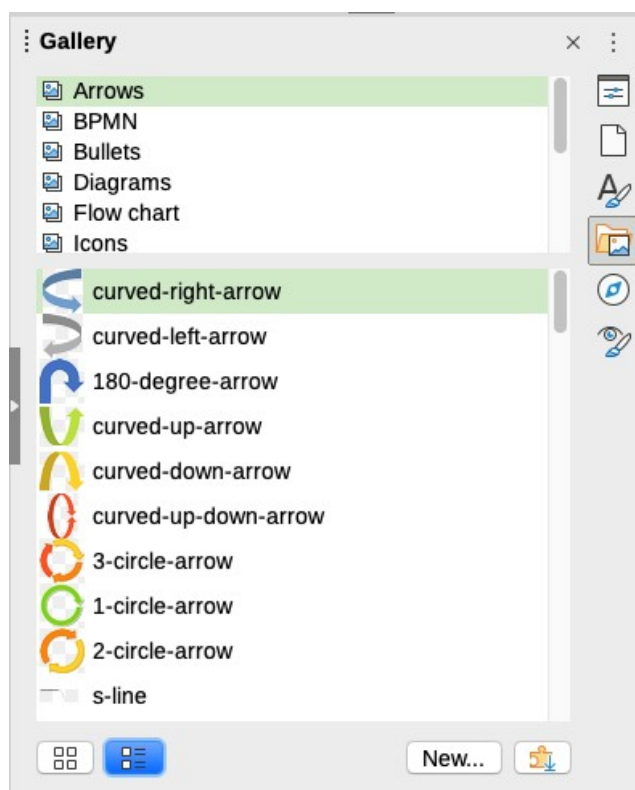 Gallery
Arrows
BPMN
Bullets
Diagrams
Flow chart
Icons
curved-right-arrow
curved-left-arrow
180-degree-arrow
curved-up-arrow
curved-down-arrow
curved-up-down-arrow
3-circle-arrow
1-circle-arrow
2-circle-arrow
s-line
New...